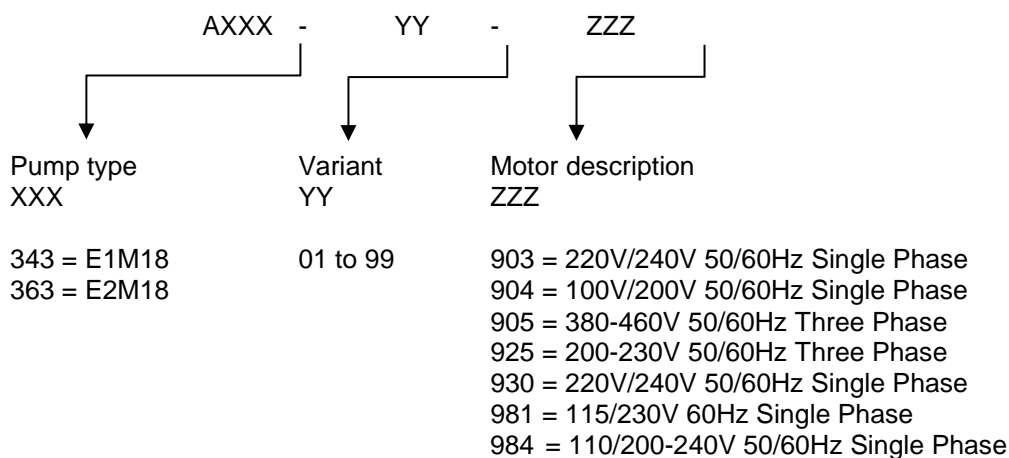 AXXX - YY - ZZZ
Pump type Variant Motor description
XXX YY ZZZ
343 = E1M18 01 to 99 903 = 220V/240V 50/60Hz Single Phase
363 = E2M18 904 = 100V/200V 50/60Hz Single Phase
905 = 380-460V 50/60Hz Three Phase
925 = 200-230V 50/60Hz Three Phase
930 = 220V/240V 50/60Hz Single Phase
981 = 115/230V 60Hz Single Phase
984 = 110/200-240V 50/60Hz Single Phase